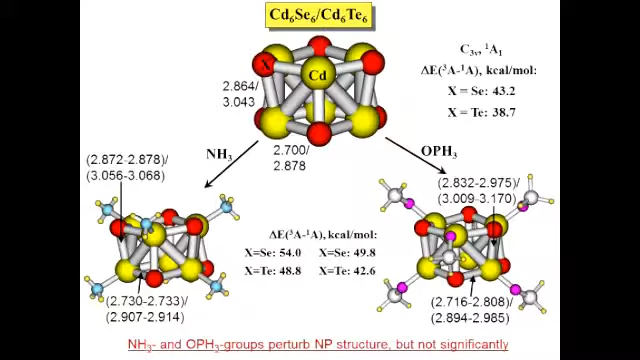 Cd6Se6/Cd6Te6
C3v, ¹A1
ΔE(³A-¹A), kcal/mol:
X = Se: 43.2
X = Te: 38.7
X
Cd
2.864/
3.043
2.700/
2.878
NH3
OPH3
(2.872-2.878)/
(3.056-3.068)
(2.832-2.975)/
(3.009-3.170)
ΔE(³A-¹A), kcal/mol:
X=Se: 54.0 X=Se: 49.8
X=Te: 48.8 X=Te: 42.6
(2.730-2.733)/
(2.907-2.914)
(2.716-2.808)/
(2.894-2.985)
NH3- and OPH3-groups perturb NP structure, but not significantly